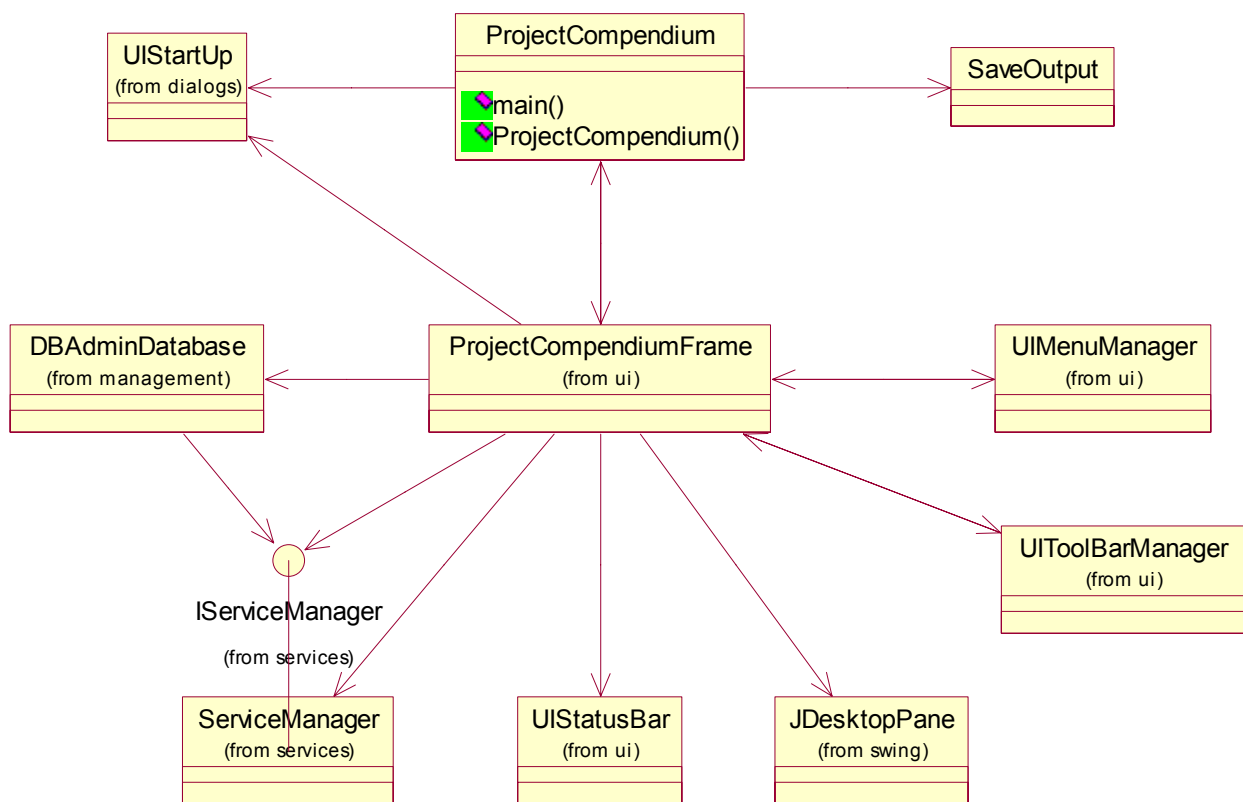 UIStartUp
(from dialogs)
ProjectCompendium
main()
ProjectCompendium()
SaveOutput
DBAdminDatabase
(from management)
ProjectCompendiumFrame
(from ui)
UIMenuManager
(from ui)
UIToolBarManager
(from ui)
IServiceManager
(from services)
ServiceManager
(from services)
UIStatusBar
(from ui)
JDesktopPane
(from swing)